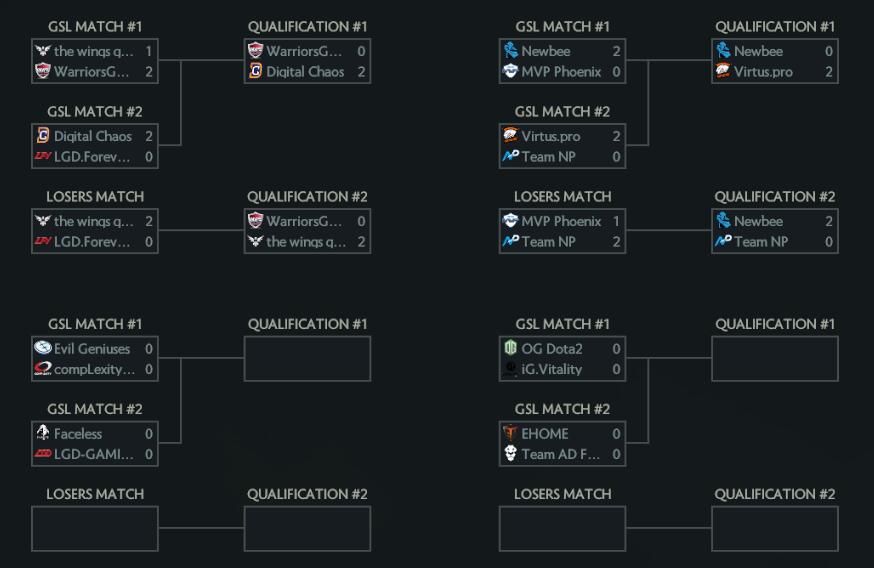 GSL MATCH #1
the wings g... 1
WarriorsG... 2
QUALIFICATION #1
WarriorsG... 0
Digital Chaos 2
GSL MATCH #2
Digital Chaos 2
LGD.Forev... 0
LOSERS MATCH
the wings g... 2
LGD.Forev... 0
QUALIFICATION #2
WarriorsG... 0
the wings g... 2
GSL MATCH #1
Newbee 2
MVP Phoenix 0
QUALIFICATION #1
Newbee 0
Virtus.pro 2
GSL MATCH #2
Virtus.pro 2
Team NP 0
LOSERS MATCH
MVP Phoenix 1
Team NP 2
QUALIFICATION #2
Newbee 2
Team NP 0
GSL MATCH #1
Evil Geniuses 0
compLexity... 0
QUALIFICATION #1
GSL MATCH #2
Faceless 0
LGD-GAMI... 0
LOSERS MATCH
QUALIFICATION #2
GSL MATCH #1
OG Dota2 0
iG.Vitality 0
QUALIFICATION #1
GSL MATCH #2
EHOME 0
Team AD F... 0
LOSERS MATCH
QUALIFICATION #2